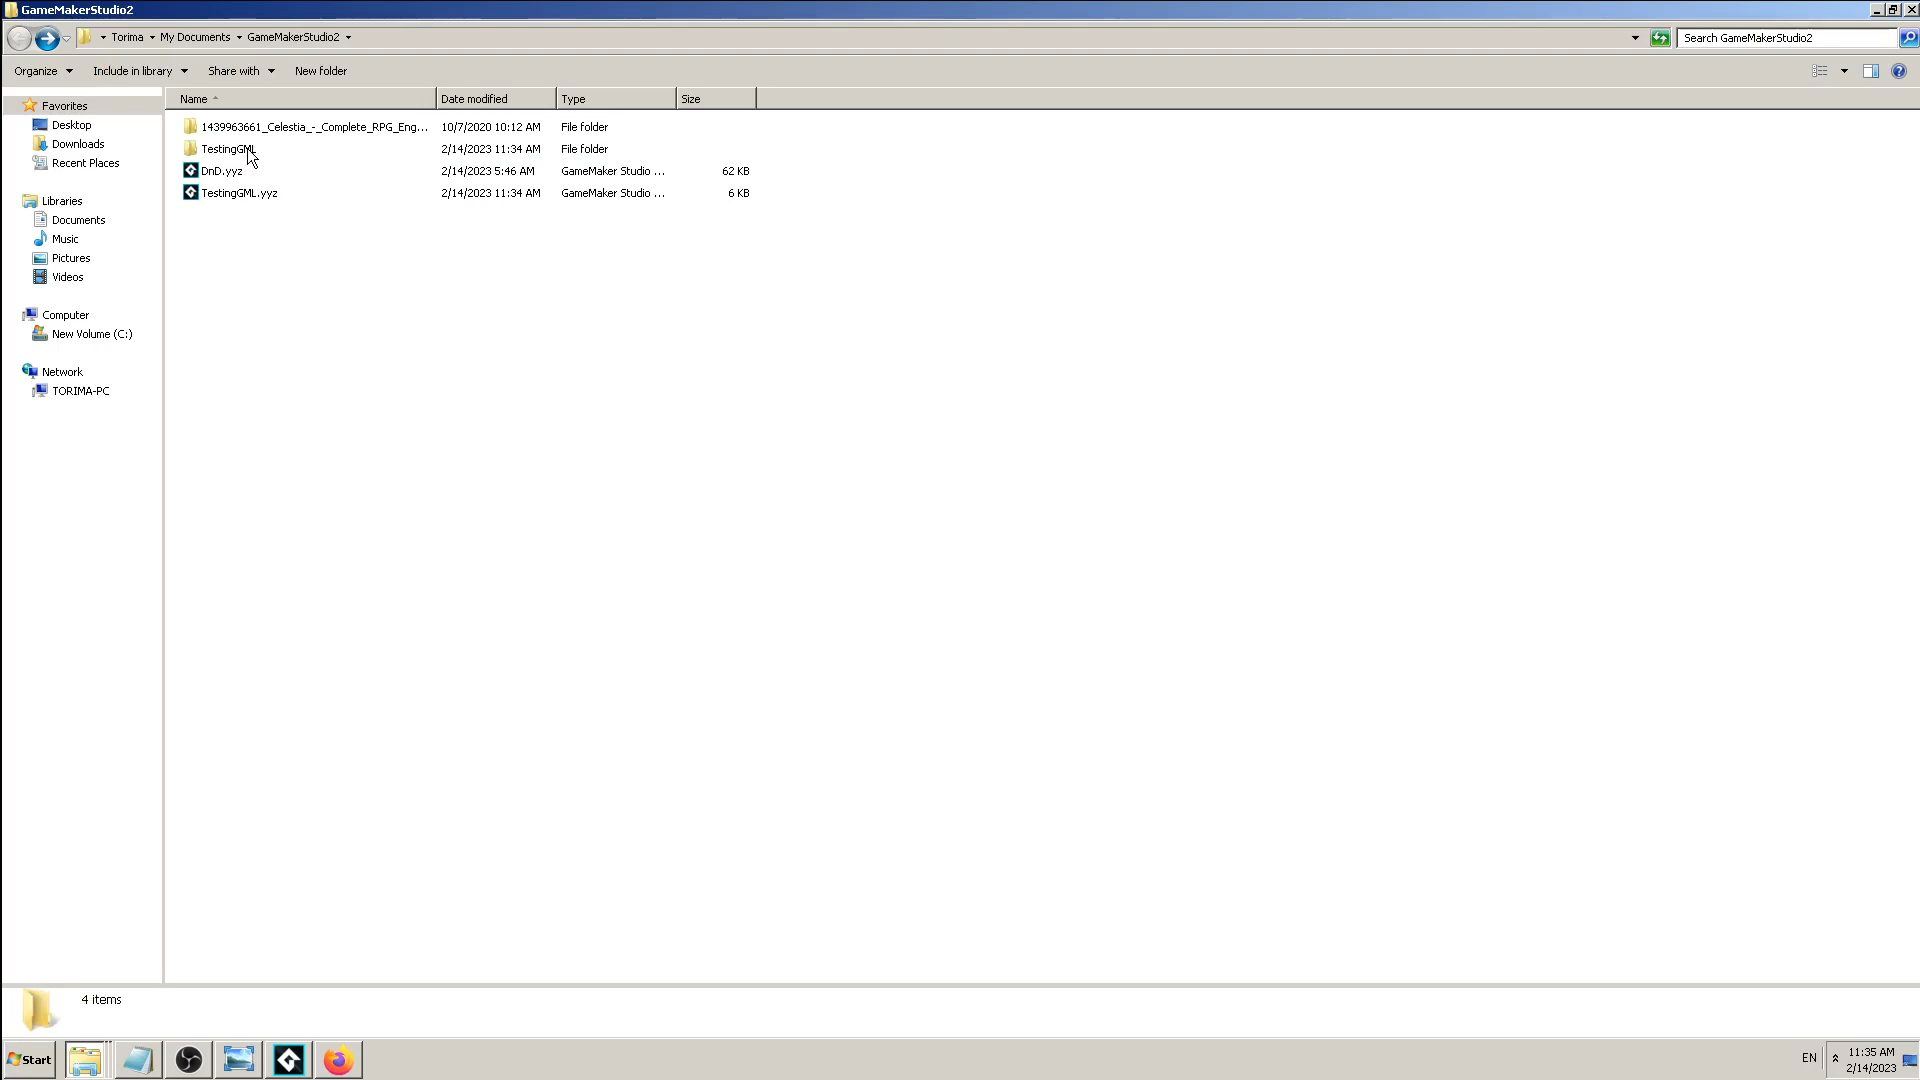 GameMakerStudio2
Torima My Documents GameMakerStudio2
Search GameMakerStudio2
Organize Include in library Share with New folder
Name Date modified Type Size
Favorites
Desktop
Downloads
Recent Places
Libraries
Documents
Music
Pictures
Videos
Computer
New Volume (C:)
Network
TORIMA-PC
1439963661_Celestia_-_Complete_RPG_Eng... 10/7/2020 10:12 AM File folder
TestingGML 2/14/2023 11:34 AM File folder
DnD.yyz 2/14/2023 5:46 AM GameMaker Studio ... 62 KB
TestingGML.yyz 2/14/2023 11:34 AM GameMaker Studio ... 6 KB
4 items
Start
EN
11:35 AM
2/14/2023